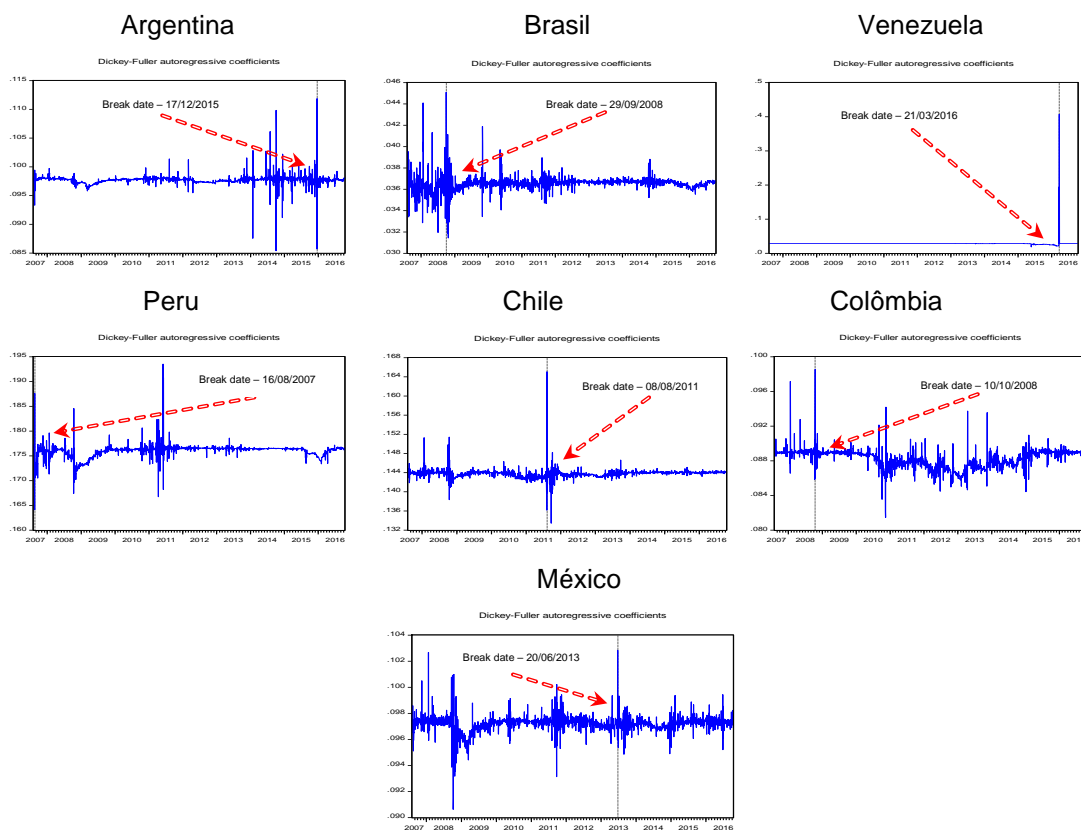 Argentina
Dickey-Fuller autoregressive coefficients
.115
.110
.105
.100
.095
.090
.085
Break date – 17/12/2015
2007 2008 2009 2010 2011 2012 2013 2014 2015 2016
Brasil
Dickey-Fuller autoregressive coefficients
.046
.044
.042
.040
.038
.036
.034
.032
.030
Break date – 29/09/2008
2007 2008 2009 2010 2011 2012 2013 2014 2015 2016
Venezuela
Dickey-Fuller autoregressive coefficients
.5
.4
.3
.2
.1
.0
Break date – 21/03/2016
2007 2008 2009 2010 2011 2012 2013 2014 2015 2016
Peru
Dickey-Fuller autoregressive coefficients
.195
.190
.185
.180
.175
.170
.165
.160
Break date – 16/08/2007
2007 2008 2009 2010 2011 2012 2013 2014 2015 2016
Chile
Dickey-Fuller autoregressive coefficients
.168
.164
.160
.156
.152
.148
.144
.140
.136
.132
Break date – 08/08/2011
2007 2008 2009 2010 2011 2012 2013 2014 2015 2016
Colômbia
Dickey-Fuller autoregressive coefficients
.100
.096
.092
.088
.084
.080
Break date – 10/10/2008
2007 2008 2009 2010 2011 2012 2013 2014 2015
México
Dickey-Fuller autoregressive coefficients
.104
.102
.100
.098
.096
.094
.092
.090
Break date – 20/06/2013
2007 2008 2009 2010 2011 2012 2013 2014 2015 2016